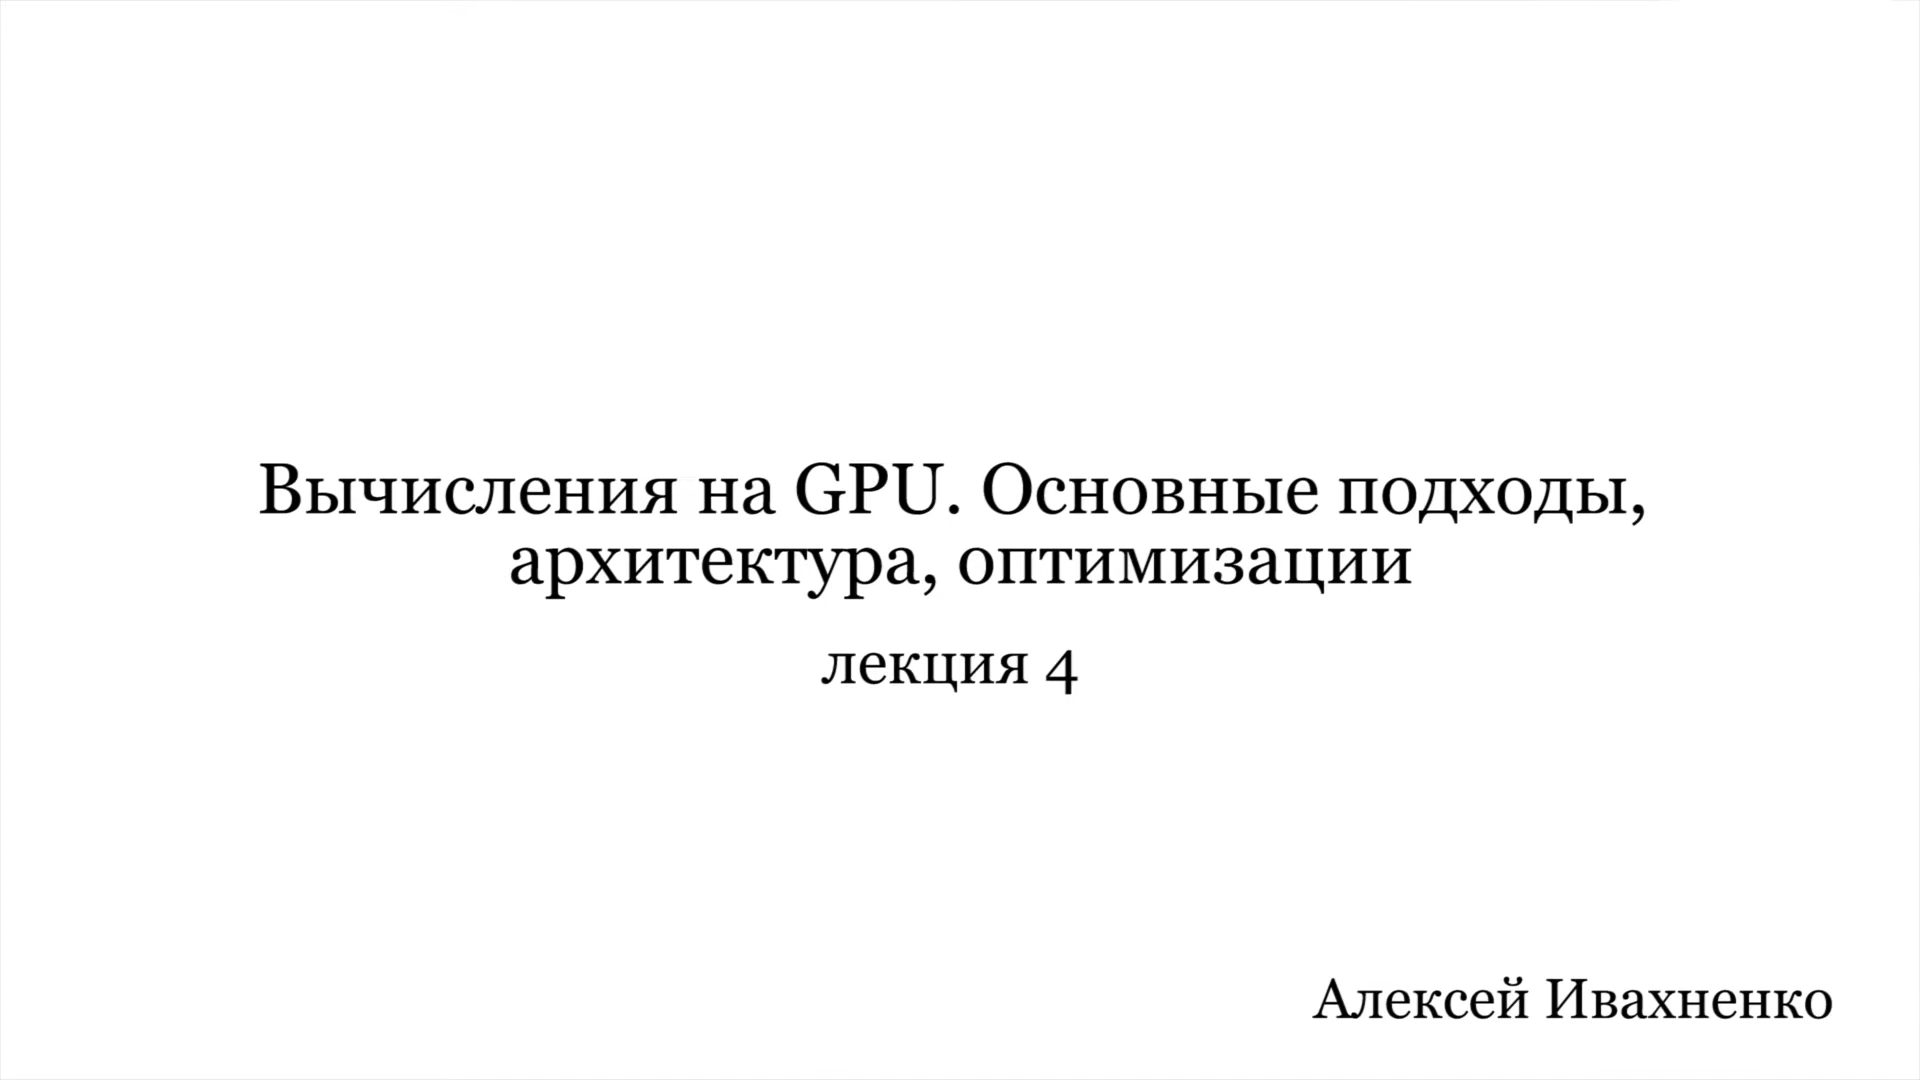 Вычисления на GPU. Основные подходы,
архитектура, оптимизации
лекция 4
Алексей Ивахненко